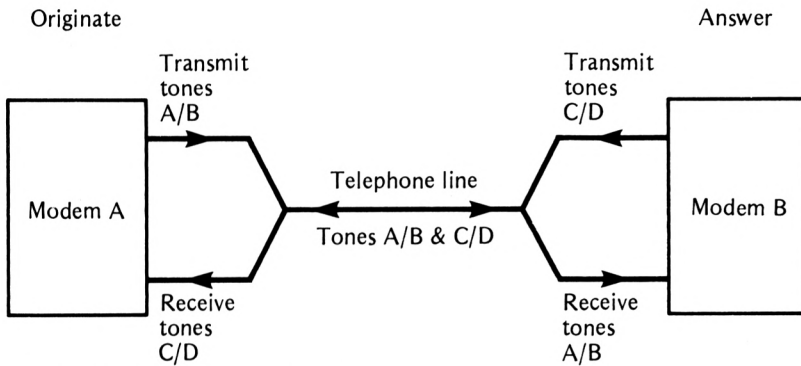 Originate
Answer
Transmit
tones
A/B
Transmit
tones
C/D
Modem A
Telephone line
Tones A/B & C/D
Modem B
Receive
tones
C/D
Receive
tones
A/B